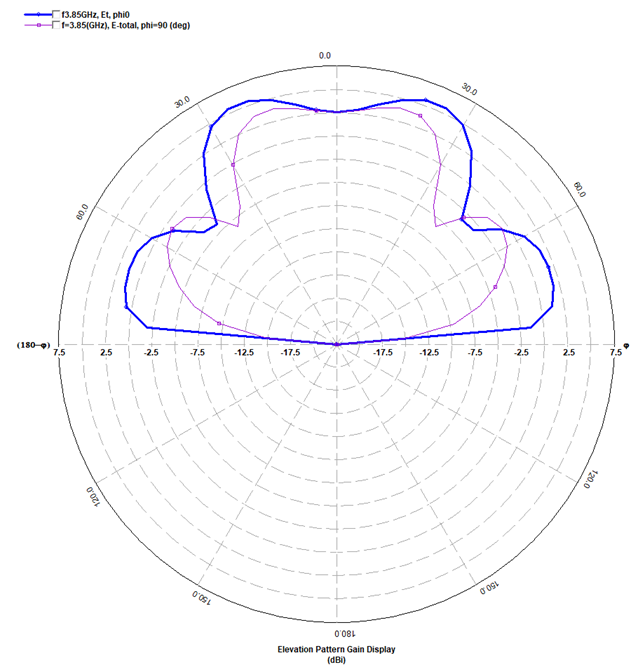 f3.85GHz, Et, phi0
f=3.85(GHz), E-total, phi=90 (deg)
0.0
30.0 30.0
60.0 60.0
(180-φ) φ
7.5 2.5 -2.5 -7.5 -12.5 -17.5 -17.5 -12.5 -7.5 -2.5 2.5 7.5
120.0 120.0
150.0 150.0
180.0
Elevation Pattern Gain Display
(dBi)